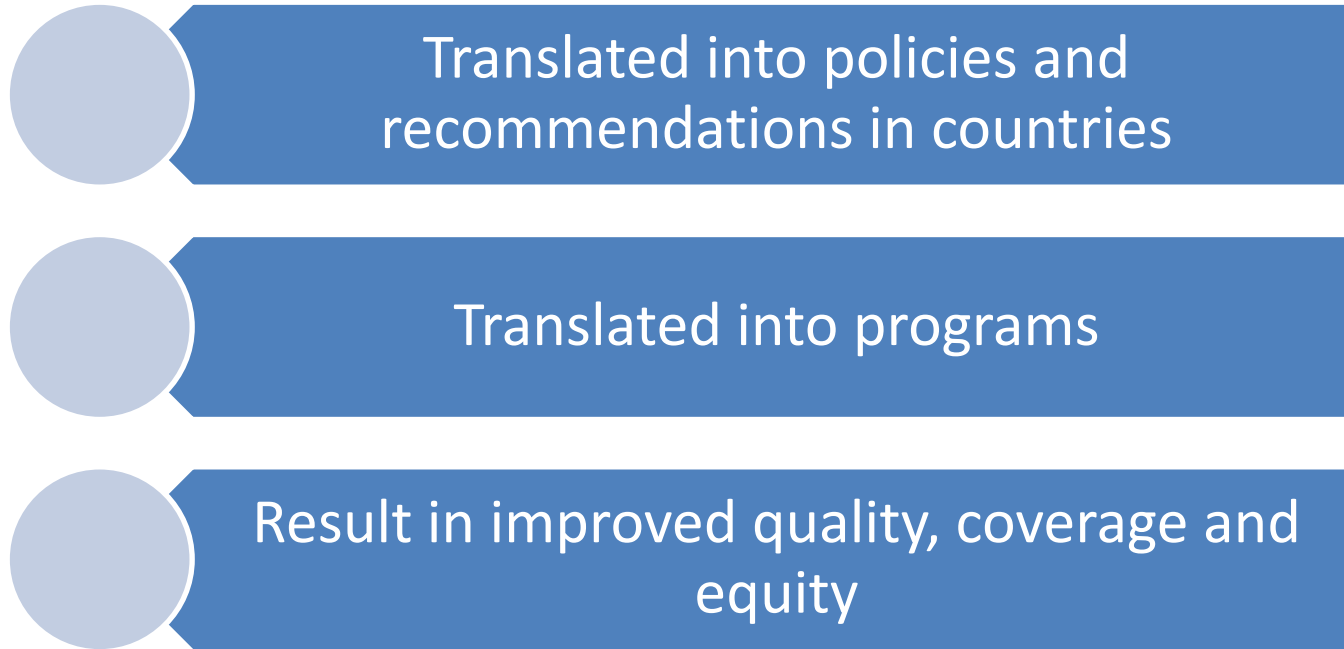 Translated into policies and
recommendations in countries
Translated into programs
Result in improved quality, coverage and
equity